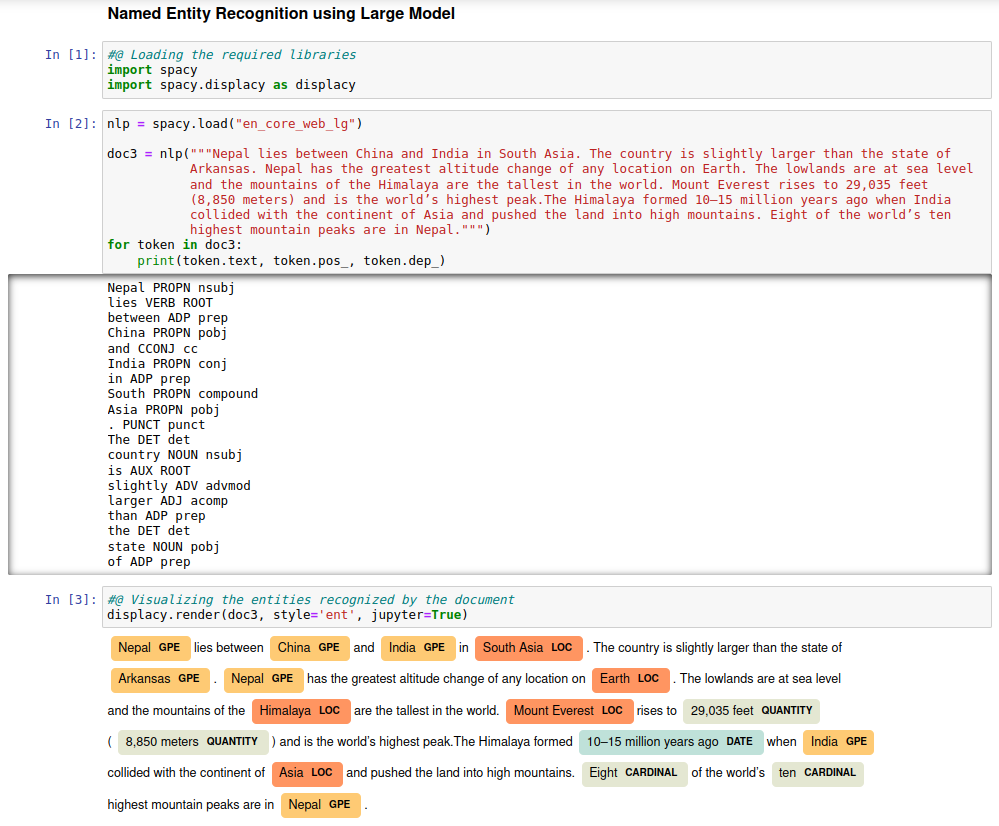 Named Entity Recognition using Large Model
In [1]: #@ Loading the required libraries
import spacy
import spacy.displacy as displacy
In [2]: nlp = spacy.load("en_core_web_lg")
doc3 = nlp("""Nepal lies between China and India in South Asia. The country is slightly larger than the state of
Arkansas. Nepal has the greatest altitude change of any location on Earth. The lowlands are at sea level
and the mountains of the Himalaya are the tallest in the world. Mount Everest rises to 29,035 feet
(8,850 meters) and is the world’s highest peak.The Himalaya formed 10–15 million years ago when India
collided with the continent of Asia and pushed the land into high mountains. Eight of the world’s ten
highest mountain peaks are in Nepal.""")
for token in doc3:
print(token.text, token.pos_, token.dep_)
Nepal PROPN nsubj
lies VERB ROOT
between ADP prep
China PROPN pobj
and CCONJ cc
India PROPN conj
in ADP prep
South PROPN compound
Asia PROPN pobj
. PUNCT punct
The DET det
country NOUN nsubj
is AUX ROOT
slightly ADV advmod
larger ADJ acomp
than ADP prep
the DET det
state NOUN pobj
of ADP prep
In [3]: #@ Visualizing the entities recognized by the document
displacy.render(doc3, style='ent', jupyter=True)
Nepal GPE lies between China GPE and India GPE in South Asia LOC . The country is slightly larger than the state of
Arkansas GPE . Nepal GPE has the greatest altitude change of any location on Earth LOC . The lowlands are at sea level
and the mountains of the Himalaya LOC are the tallest in the world. Mount Everest LOC rises to 29,035 feet QUANTITY
( 8,850 meters QUANTITY ) and is the world’s highest peak.The Himalaya formed 10–15 million years ago DATE when India GPE
collided with the continent of Asia LOC and pushed the land into high mountains. Eight CARDINAL of the world’s ten CARDINAL
highest mountain peaks are in Nepal GPE .